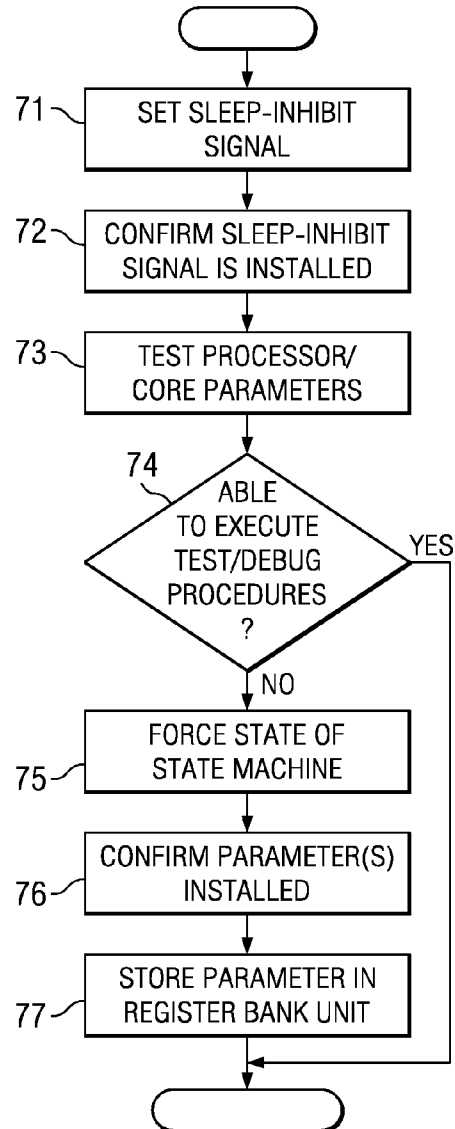 71
SET SLEEP-INHIBIT
SIGNAL
72
CONFIRM SLEEP-INHIBIT
SIGNAL IS INSTALLED
73
TEST PROCESSOR/
CORE PARAMETERS
74
ABLE
TO EXECUTE
TEST/DEBUG
PROCEDURES
?
YES
NO
75
FORCE STATE OF
STATE MACHINE
76
CONFIRM PARAMETER(S)
INSTALLED
77
STORE PARAMETER IN
REGISTER BANK UNIT